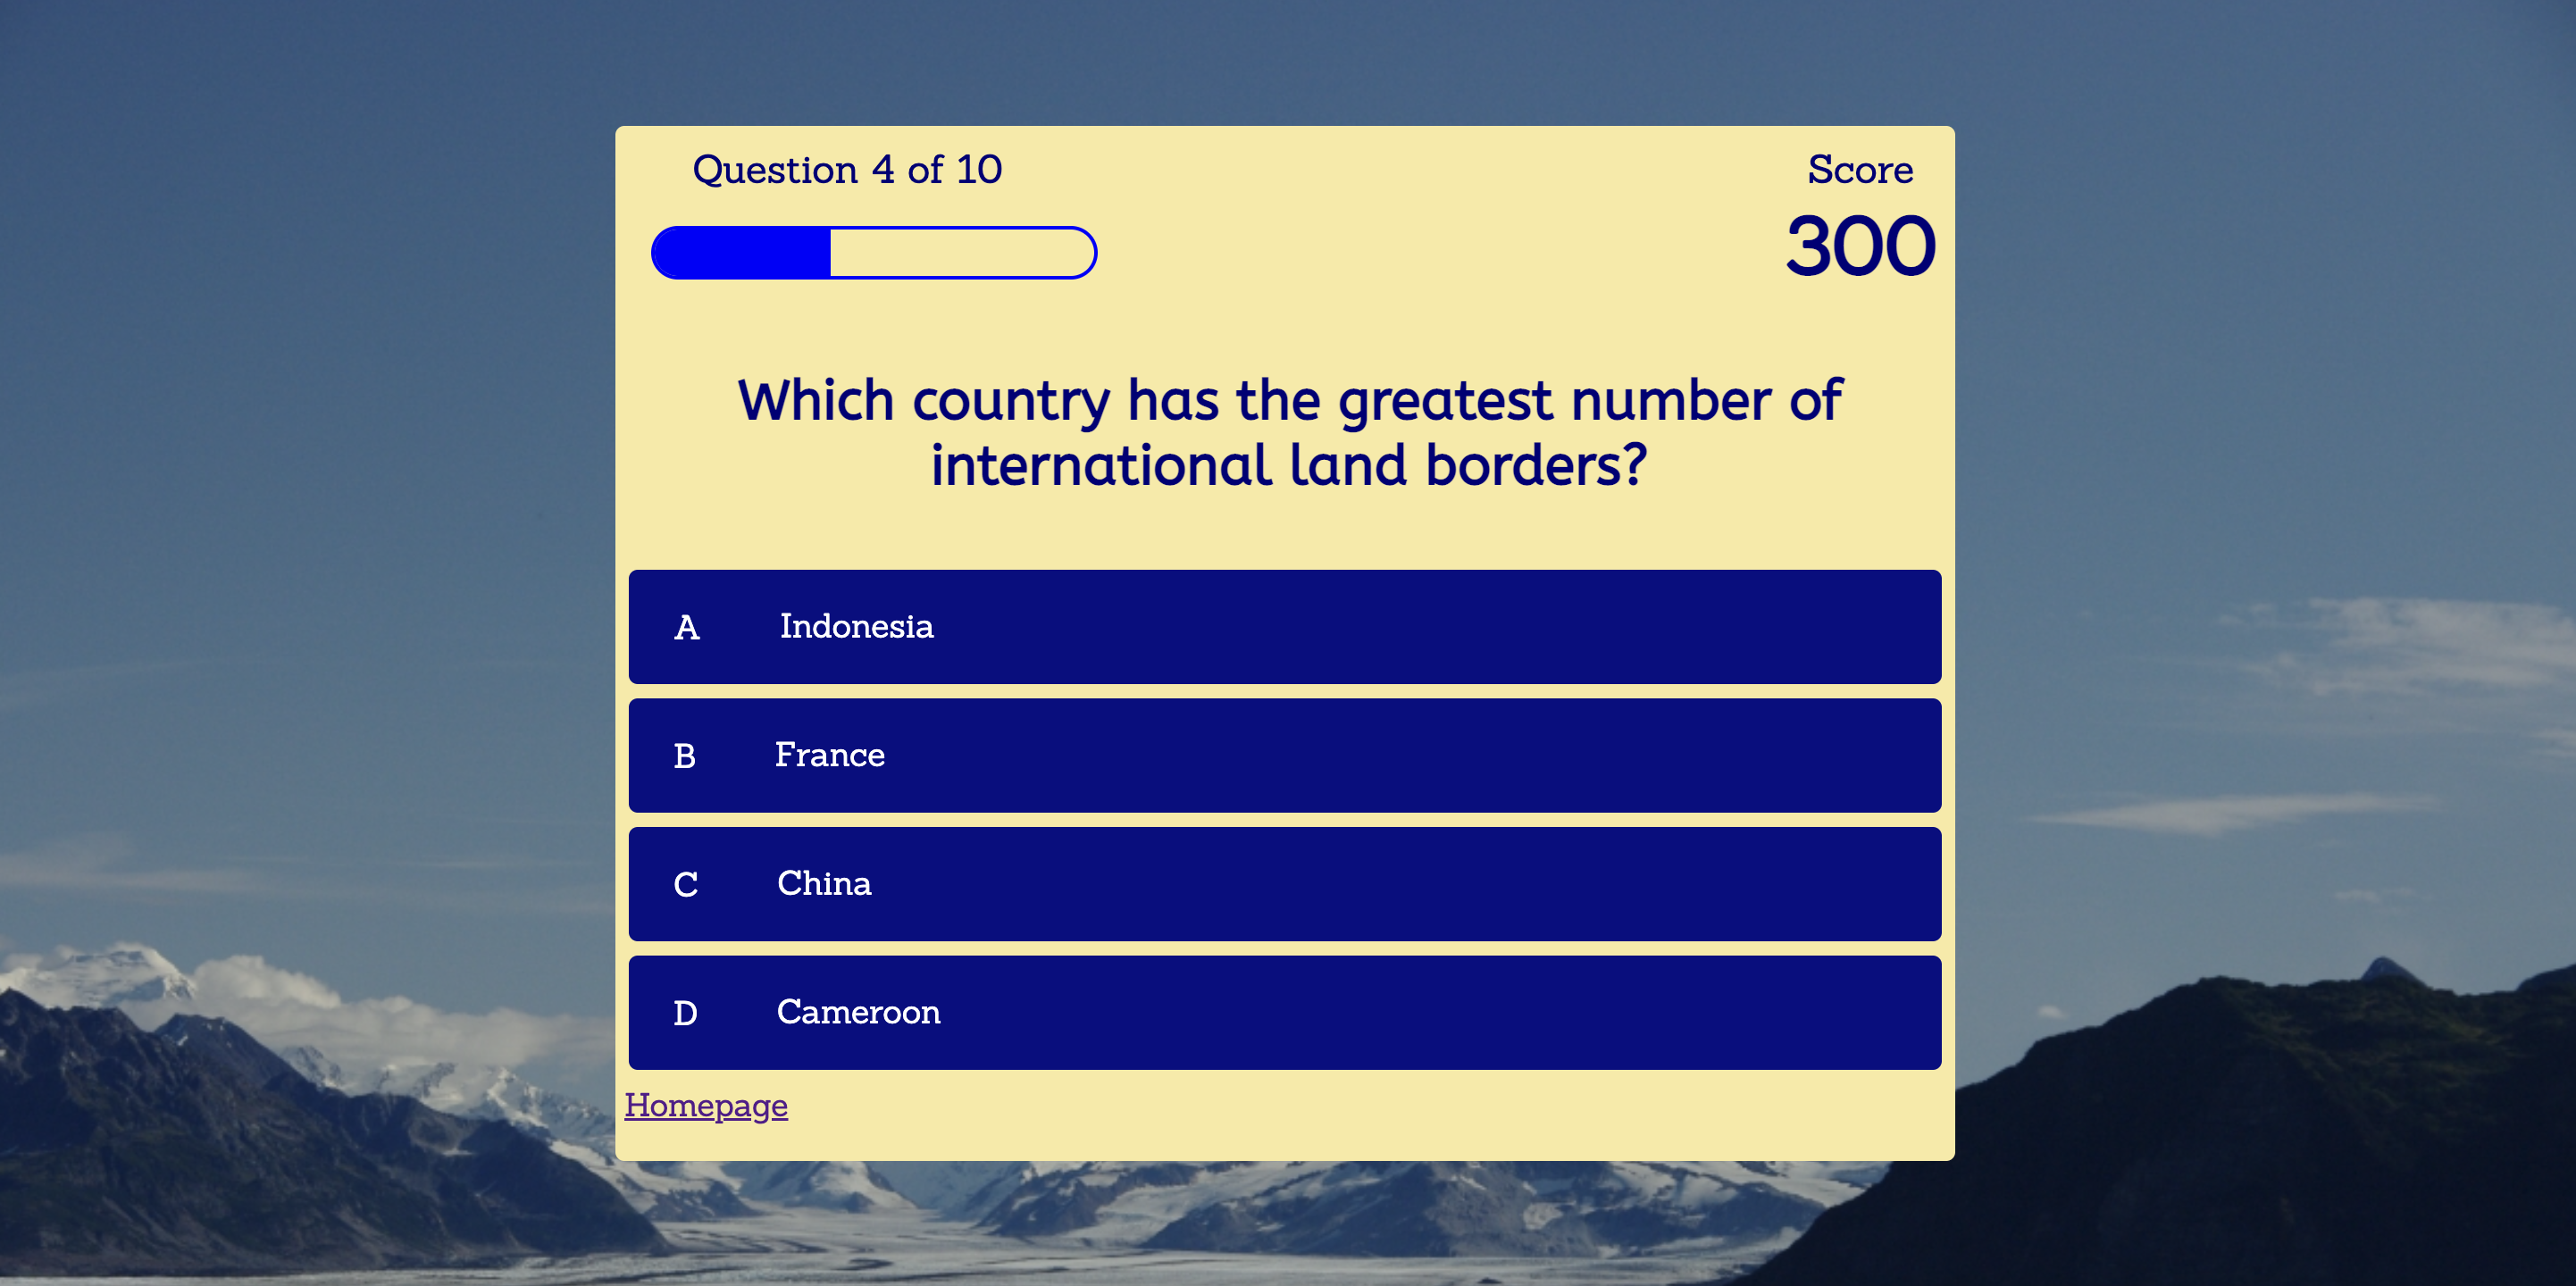 Question 4 of 10
Score
300
Which country has the greatest number of
international land borders?
A Indonesia
B France
C China
D Cameroon
Homepage